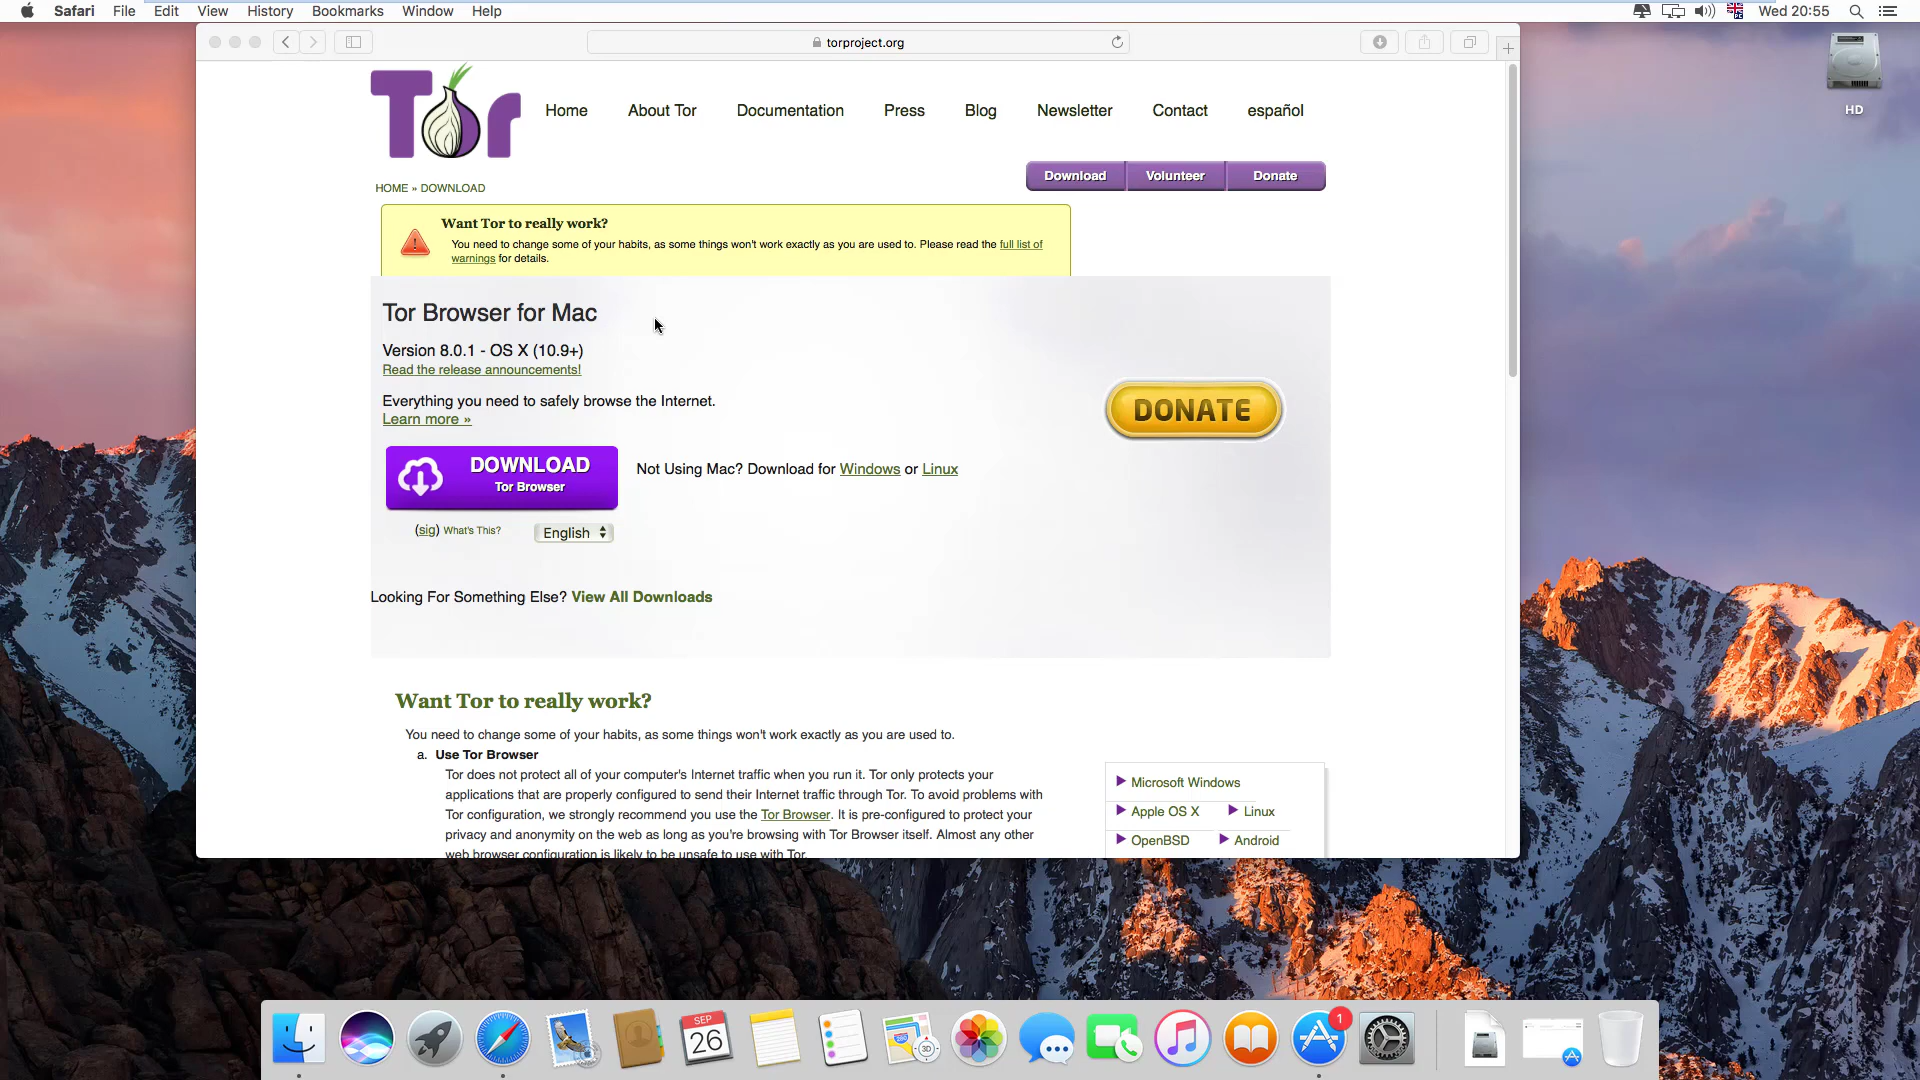 Safari File Edit View History Bookmarks Window Help
Wed 20:55
torproject.org
HD
Tor
Home About Tor Documentation Press Blog Newsletter Contact español
Download Volunteer Donate
HOME » DOWNLOAD
Want Tor to really work?
You need to change some of your habits, as some things won't work exactly as you are used to. Please read the full list of
warnings for details.
Tor Browser for Mac
Version 8.0.1 - OS X (10.9+)
Read the release announcements!
Everything you need to safely browse the Internet.
Learn more »
DONATE
DOWNLOAD
Tor Browser
Not Using Mac? Download for Windows or Linux
(sig) What's This?
English
Looking For Something Else? View All Downloads
Want Tor to really work?
You need to change some of your habits, as some things won't work exactly as you are used to.
a. Use Tor Browser
Tor does not protect all of your computer's Internet traffic when you run it. Tor only protects your
applications that are properly configured to send their Internet traffic through Tor. To avoid problems with
Tor configuration, we strongly recommend you use the Tor Browser. It is pre-configured to protect your
privacy and anonymity on the web as long as you're browsing with Tor Browser itself. Almost any other
web browser configuration is likely to be unsafe to use with Tor.
Microsoft Windows
Apple OS X Linux
OpenBSD Android
SEP
26
280
3D
1